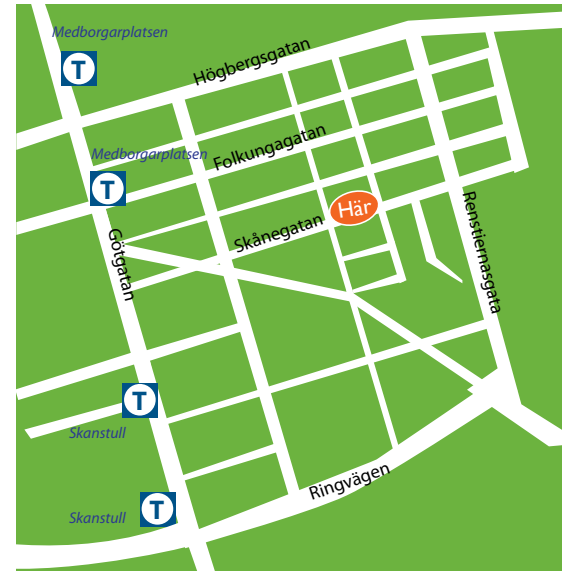 Medborgarplatsen
T
Högbergsgatan
Folkungagatan
Medborgarplatsen
T
Här
Skånegatan
Götgatan
Renstiernasgata
T
Skanstull
Ringvägen
T
Skanstull